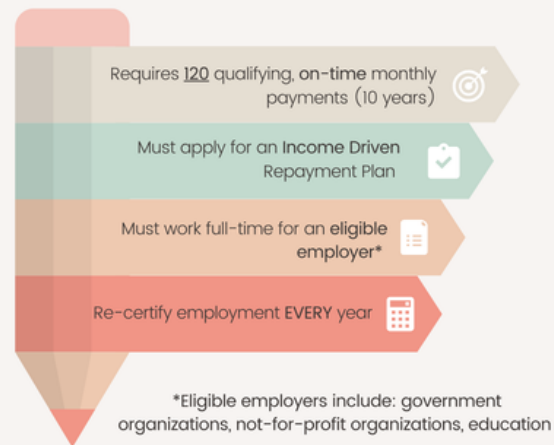 Requires 120 qualifying, on-time monthly
payments (10 years)
Must apply for an Income Driven
Repayment Plan
Must work full-time for an eligible
employer*
Re-certify employment EVERY year
*Eligible employers include: government
organizations, not-for-profit organizations, education